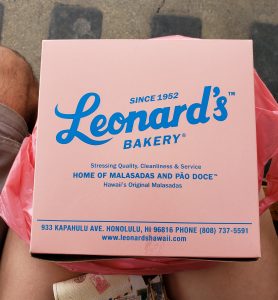 SINCE 1952
Leonard's™
BAKERY®
Stressing Quality, Cleanliness & Service
HOME OF MALASADAS AND PÃO DOCE™
Hawaii's Original Malasadas
933 KAPAHULU AVE. HONOLULU, HI 96816 PHONE (808) 737-5591
www.leonardshawaii.com